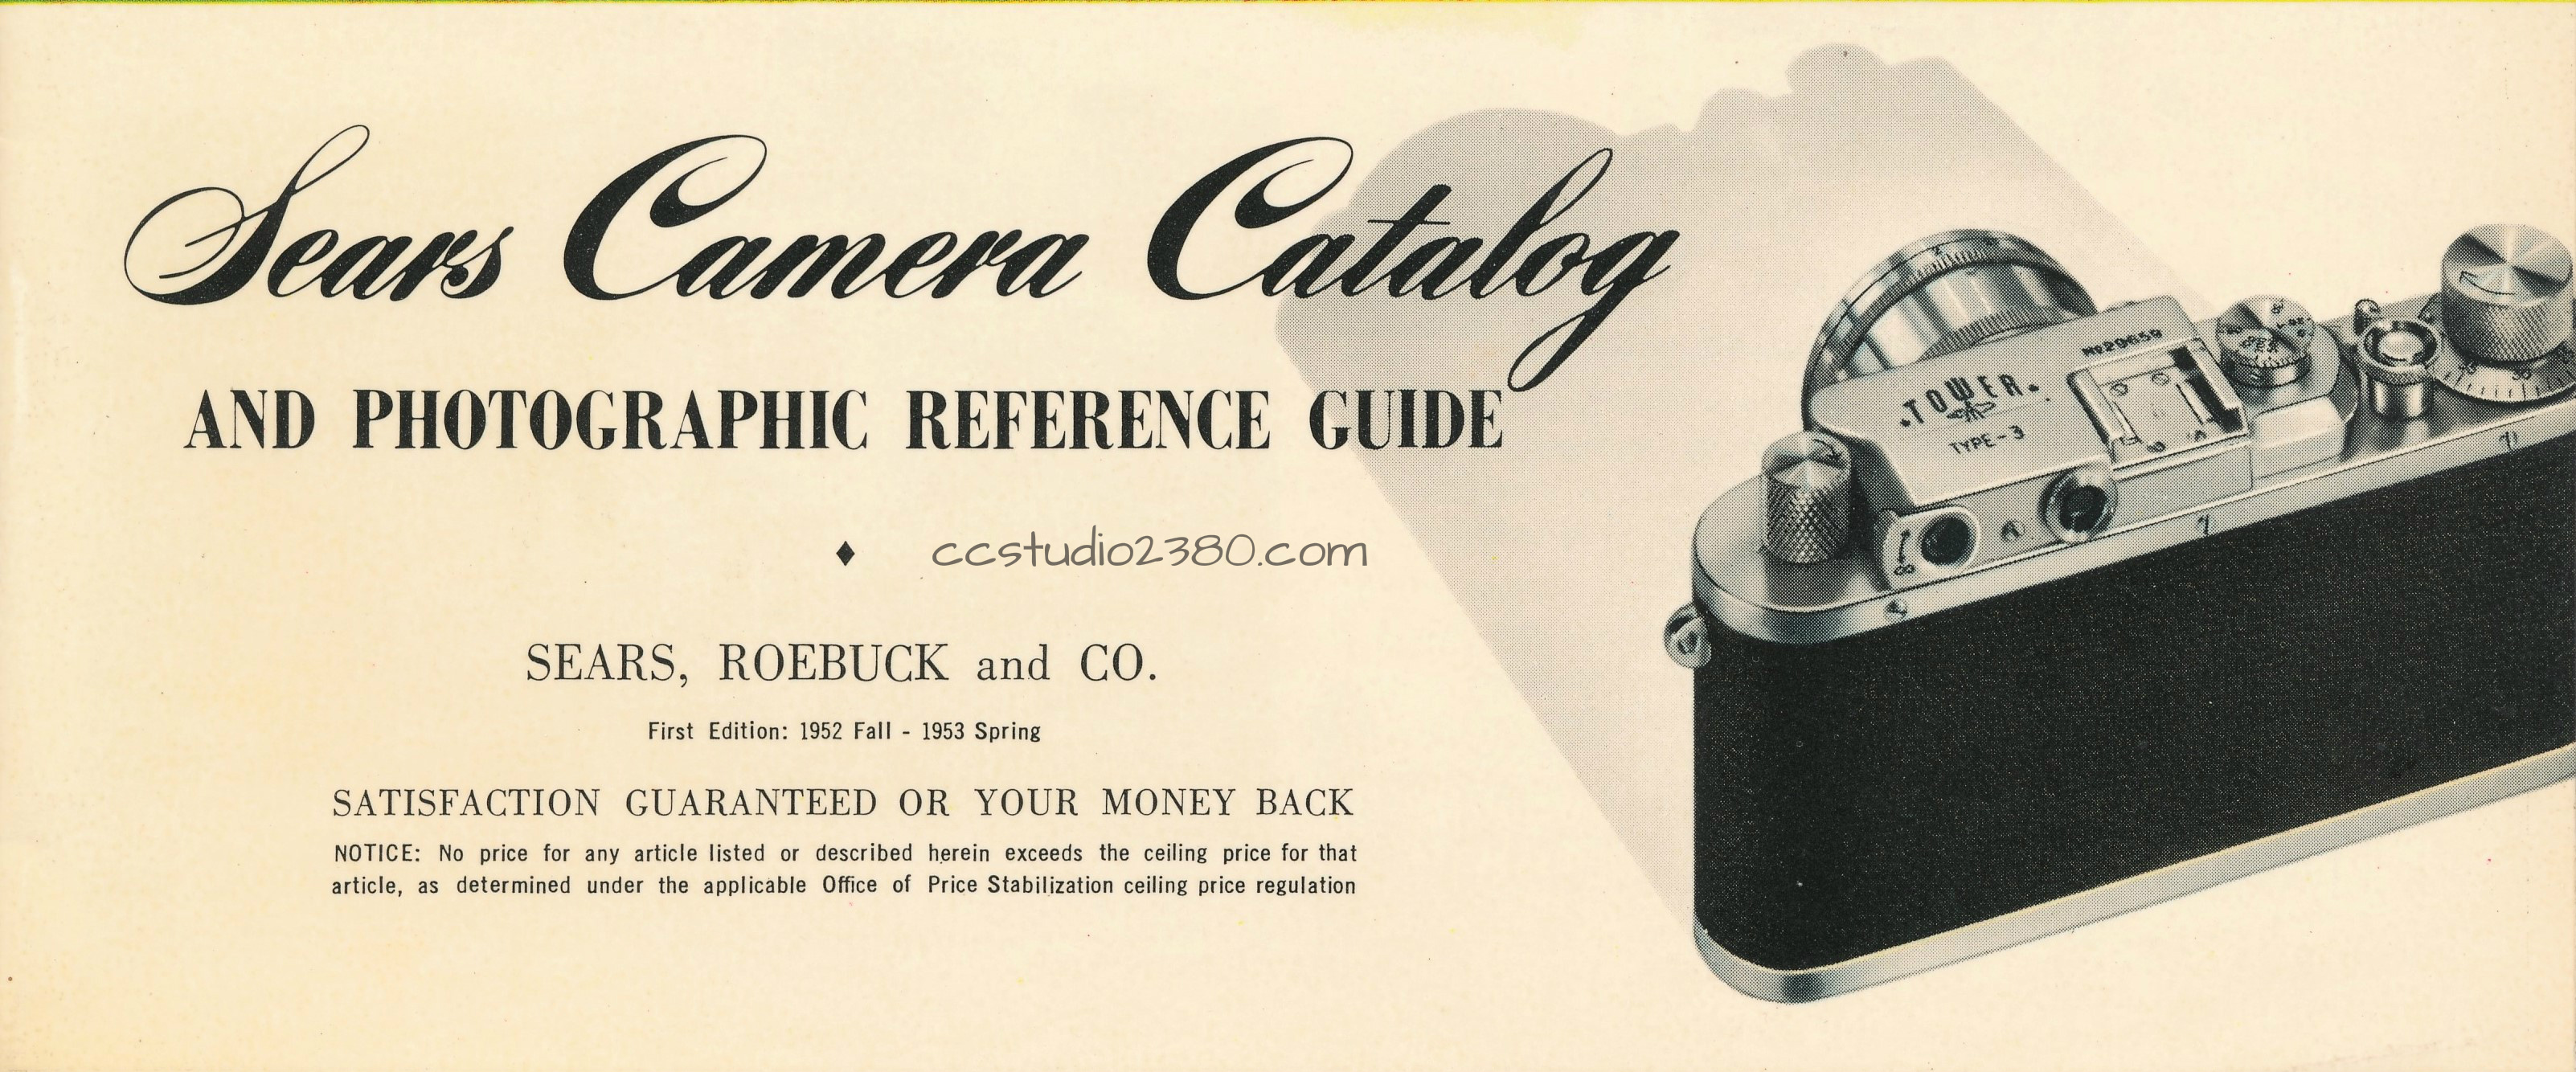 Sears Camera Catalog
AND PHOTOGRAPHIC REFERENCE GUIDE
ccstudio2380.com
SEARS, ROEBUCK and CO.
First Edition: 1952 Fall - 1953 Spring
SATISFACTION GUARANTEED OR YOUR MONEY BACK
NOTICE: No price for any article listed or described herein exceeds the ceiling price for that
article, as determined under the applicable Office of Price Stabilization ceiling price regulation
No 29659
TOWER
TYPE-3